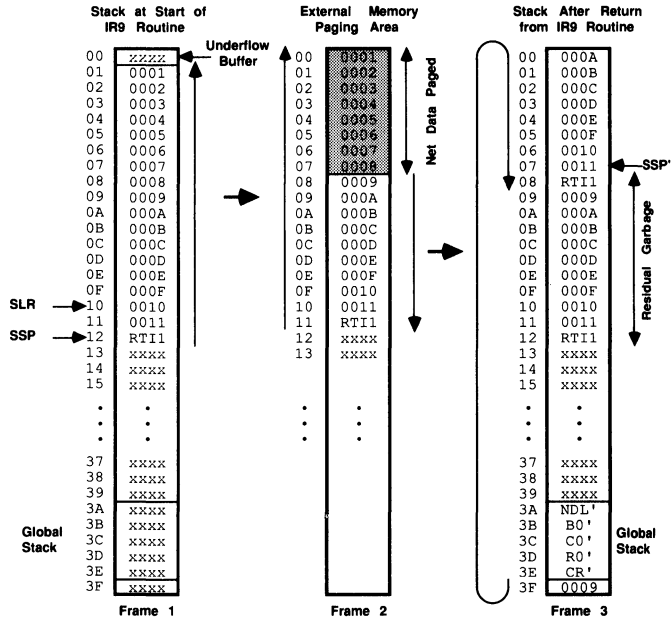 Stack at Start of
IR9 Routine
Underflow
Buffer
00 xxxx
01 0001
02 0002
03 0003
04 0004
05 0005
06 0006
07 0007
08 0008
09 0009
0A 000A
0B 000B
0C 000C
0D 000D
0E 000E
0F 000F
SLR 10 0010
11 0011
SSP 12 RTI1
13 xxxx
14 xxxx
15 xxxx
37 xxxx
38 xxxx
39 xxxx
3A xxxx
3B xxxx
3C xxxx
3D xxxx
3E xxxx
3F xxxx
Global
Stack
Frame 1
External Memory
Paging Area
00 0001
01 0002
02 0003
03 0004
04 0005
05 0006
06 0007
07 0008
08 0009
09 000A
0A 000B
0B 000C
0C 000D
0D 000E
0E 000F
0F 0010
10 0011
11 RTI1
12 xxxx
13 xxxx
Net Data Paged
Frame 2
Stack After Return
from IR9 Routine
00 000A
01 000B
02 000C
03 000D
04 000E
05 000F
06 0010
07 0011 SSP'
08 RTI1
09 0009
0A 000A
0B 000B
0C 000C
0D 000D
0E 000E
0F 000F
10 0010
11 0011
12 RTI1
13 xxxx
14 xxxx
15 xxxx
Residual Garbage
37 xxxx
38 xxxx
39 xxxx
3A NDL'
3B B0'
3C C0'
3D R0'
3E CR'
3F 0009
Global
Stack
Frame 3